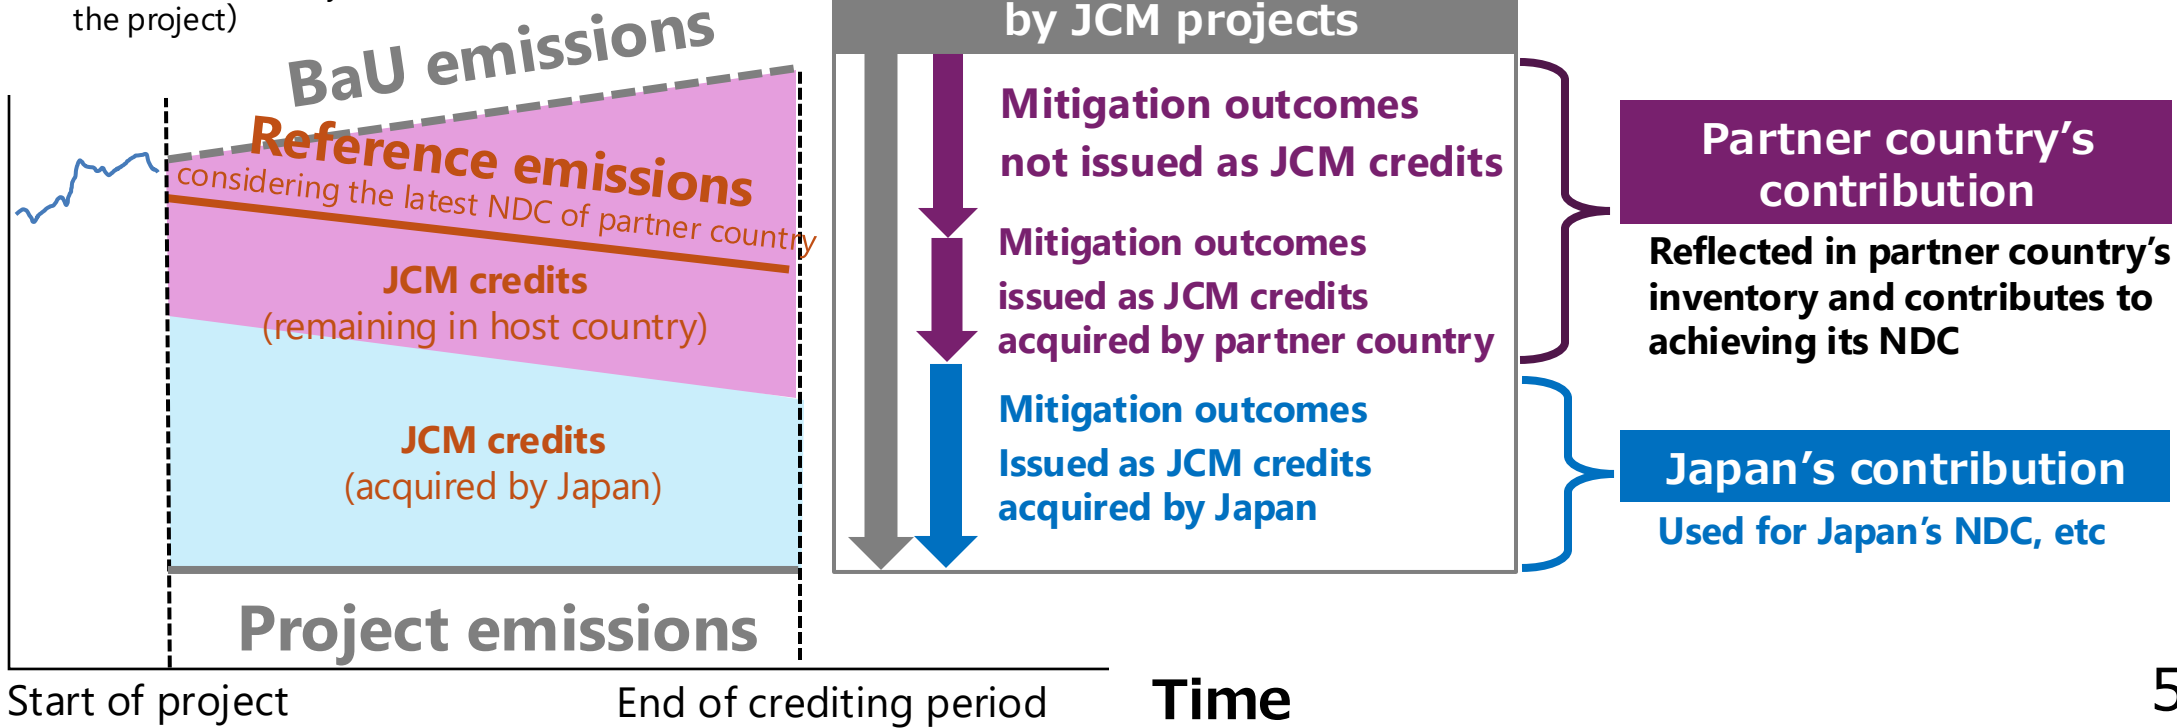 the project)
BaU emissions
Reference emissions
considering the latest NDC of partner country
JCM credits
(remaining in host country)
JCM credits
(acquired by Japan)
Project emissions
Start of project
End of crediting period
Time
by JCM projects
Mitigation outcomes
not issued as JCM credits
Mitigation outcomes
issued as JCM credits
acquired by partner country
Mitigation outcomes
Issued as JCM credits
acquired by Japan
Partner country's
contribution
Reflected in partner country's
inventory and contributes to
achieving its NDC
Japan's contribution
Used for Japan's NDC, etc
5